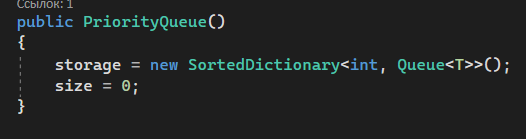 Ссылок: 1
public PriorityQueue()
{
storage = new SortedDictionary<int, Queue<T>>();
size = 0;
}